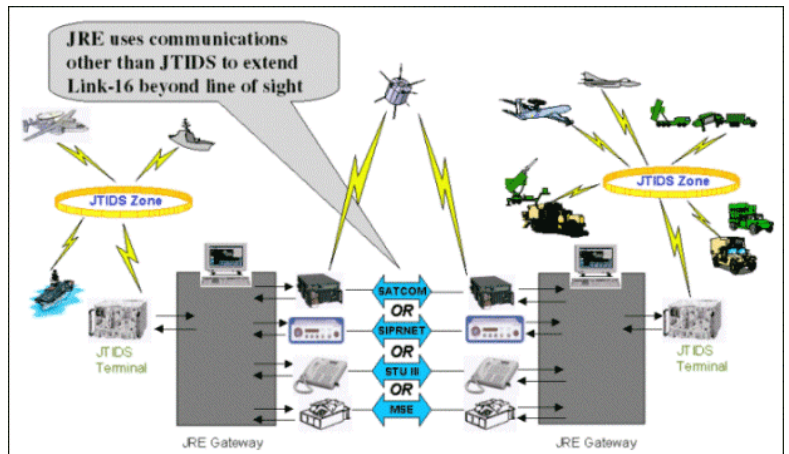 JRE uses communications
other than JTIDS to extend
Link-16 beyond line of sight
JTIDS Zone
JTIDS Zone
SATCOM
OR
SIPRNET
OR
STU III
OR
MSE
JTIDS
Terminal
JTIDS
Terminal
JRE Gateway
JRE Gateway